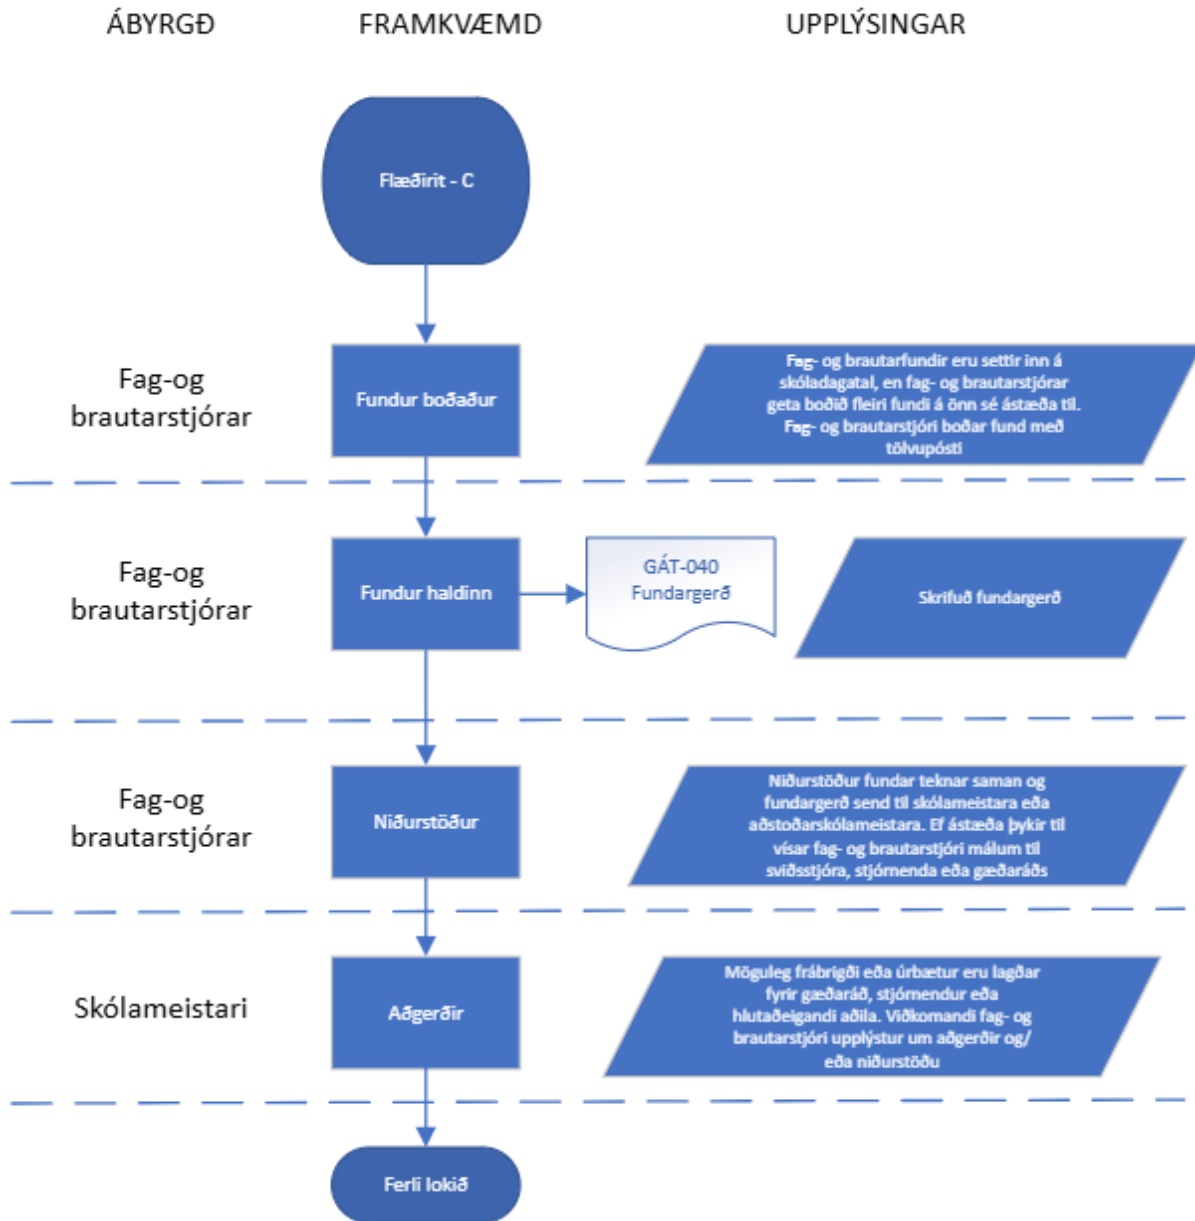 ÁBYRGÐ
FRAMKVÆMD
UPPLÝSINGAR
Flæðirit - C
Fag-og
brautarstjórar
Fundur boðaður
Fag- og brautarfundir eru settir inn á
skóladagatal, en fag- og brautarstjórar
geta boðið fleiri fundi á önn sé ástæða til.
Fag- og brautarstjóri boðar fund með
tölvupósti
Fag-og
brautarstjórar
Fundur haldinn
GÁT-040
Fundargerð
Skrifuð fundargerð
Fag-og
brautarstjórar
Niðurstöður
Niðurstöður fundar teknar saman og
fundargerð send til skólameistara eða
aðstoðarskólameistara. Ef ástæða þykir til
vísar fag- og brautarstjóri málum til
sviðsstjóra, stjórnenda eða gæðaráðs
Skólameistari
Aðgerðir
Möguleg frábrigði eða úrbætur eru lagðar
fyrir gæðaráð, stjórnendur eða
hlutaðeigandi aðila. Viðkomandi fag- og
brautarstjóri upplýstur um aðgerðir og/
eða niðurstöðu
Ferli lokið